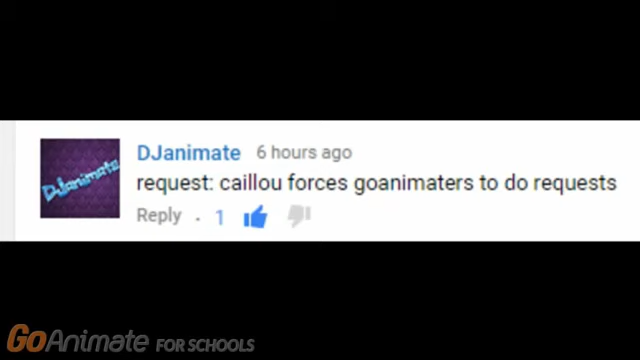 DJanimate
DJanimate 6 hours ago
request: caillou forces goanimaters to do requests
Reply · 1
GoAnimate FOR SCHOOLS